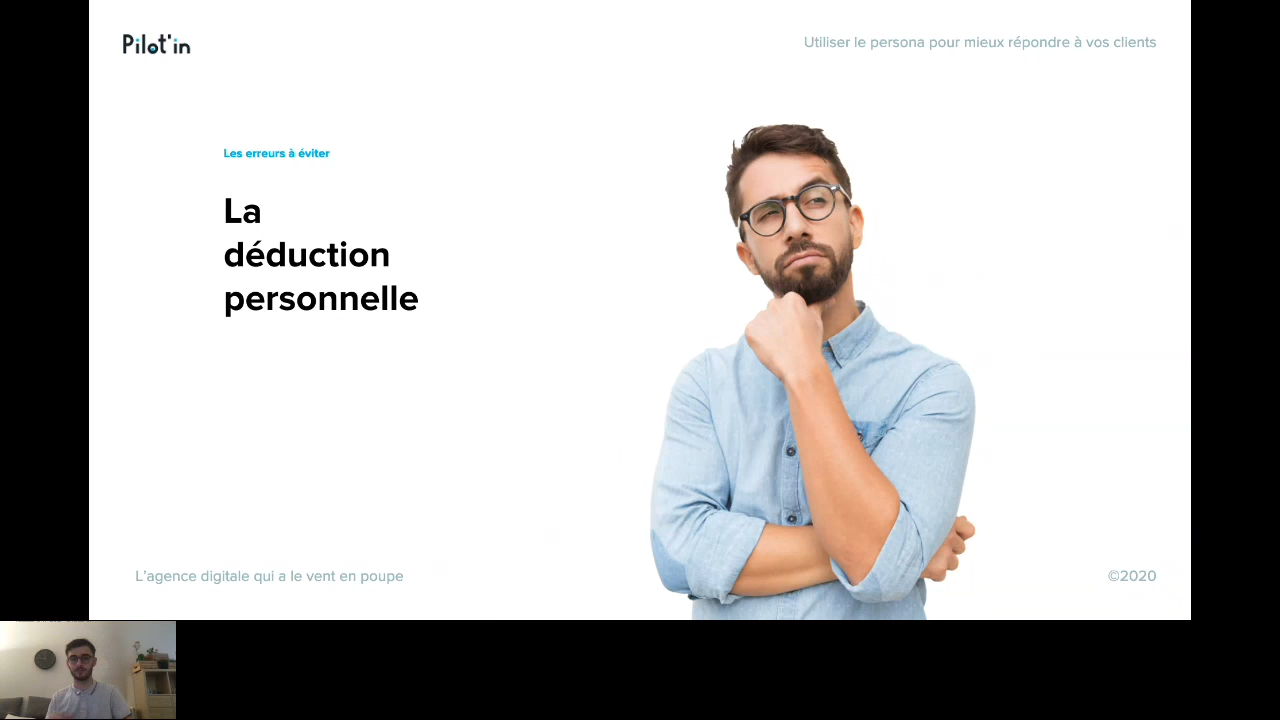 Pilot'in
Utiliser le persona pour mieux répondre à vos clients
Les erreurs à éviter
La
déduction
personnelle
L'agence digitale qui a le vent en poupe
©2020